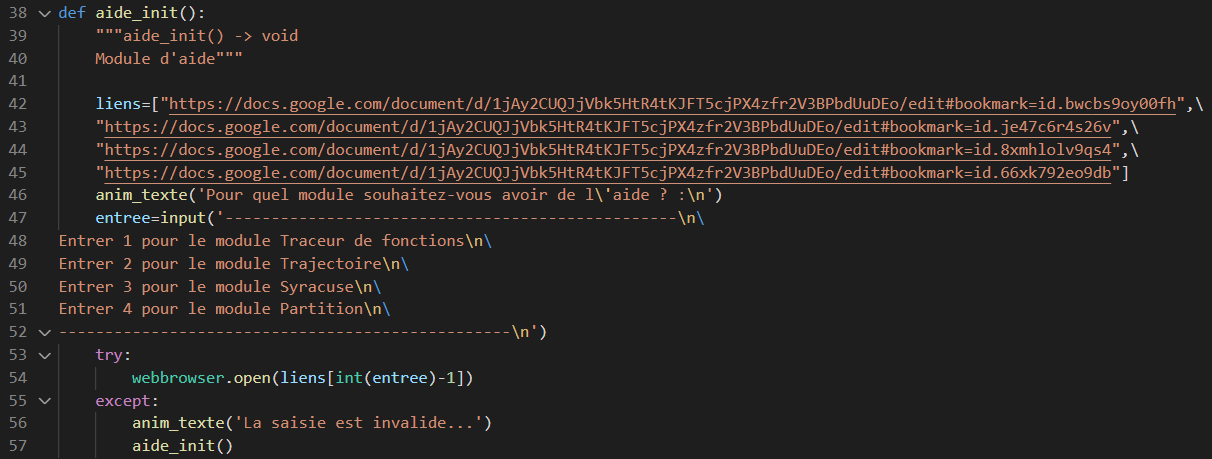 38 def aide_init():
39 """aide_init() -> void
40 Module d'aide"""
41
42 liens=["https://docs.google.com/document/d/1jAy2CUQJjVbk5HtR4tKJFT5cjPX4zfr2V3BPbdUuDEo/edit#bookmark=id.bwcbs9oy00fh",\
43 "https://docs.google.com/document/d/1jAy2CUQJjVbk5HtR4tKJFT5cjPX4zfr2V3BPbdUuDEo/edit#bookmark=id.je47c6r4s26v",\
44 "https://docs.google.com/document/d/1jAy2CUQJjVbk5HtR4tKJFT5cjPX4zfr2V3BPbdUuDEo/edit#bookmark=id.8xmhlolv9qs4",\
45 "https://docs.google.com/document/d/1jAy2CUQJjVbk5HtR4tKJFT5cjPX4zfr2V3BPbdUuDEo/edit#bookmark=id.66xk792eo9db"]
46 anim_texte('Pour quel module souhaitez-vous avoir de l\'aide ? :\n')
47 entree=input('-------------------------------------------------\n\
48 Entrer 1 pour le module Traceur de fonctions\n\
49 Entrer 2 pour le module Trajectoire\n\
50 Entrer 3 pour le module Syracuse\n\
51 Entrer 4 pour le module Partition\n\
52 -------------------------------------------------\n')
53 try:
54 webbrowser.open(liens[int(entree)-1])
55 except:
56 anim_texte('La saisie est invalide...')
57 aide_init()